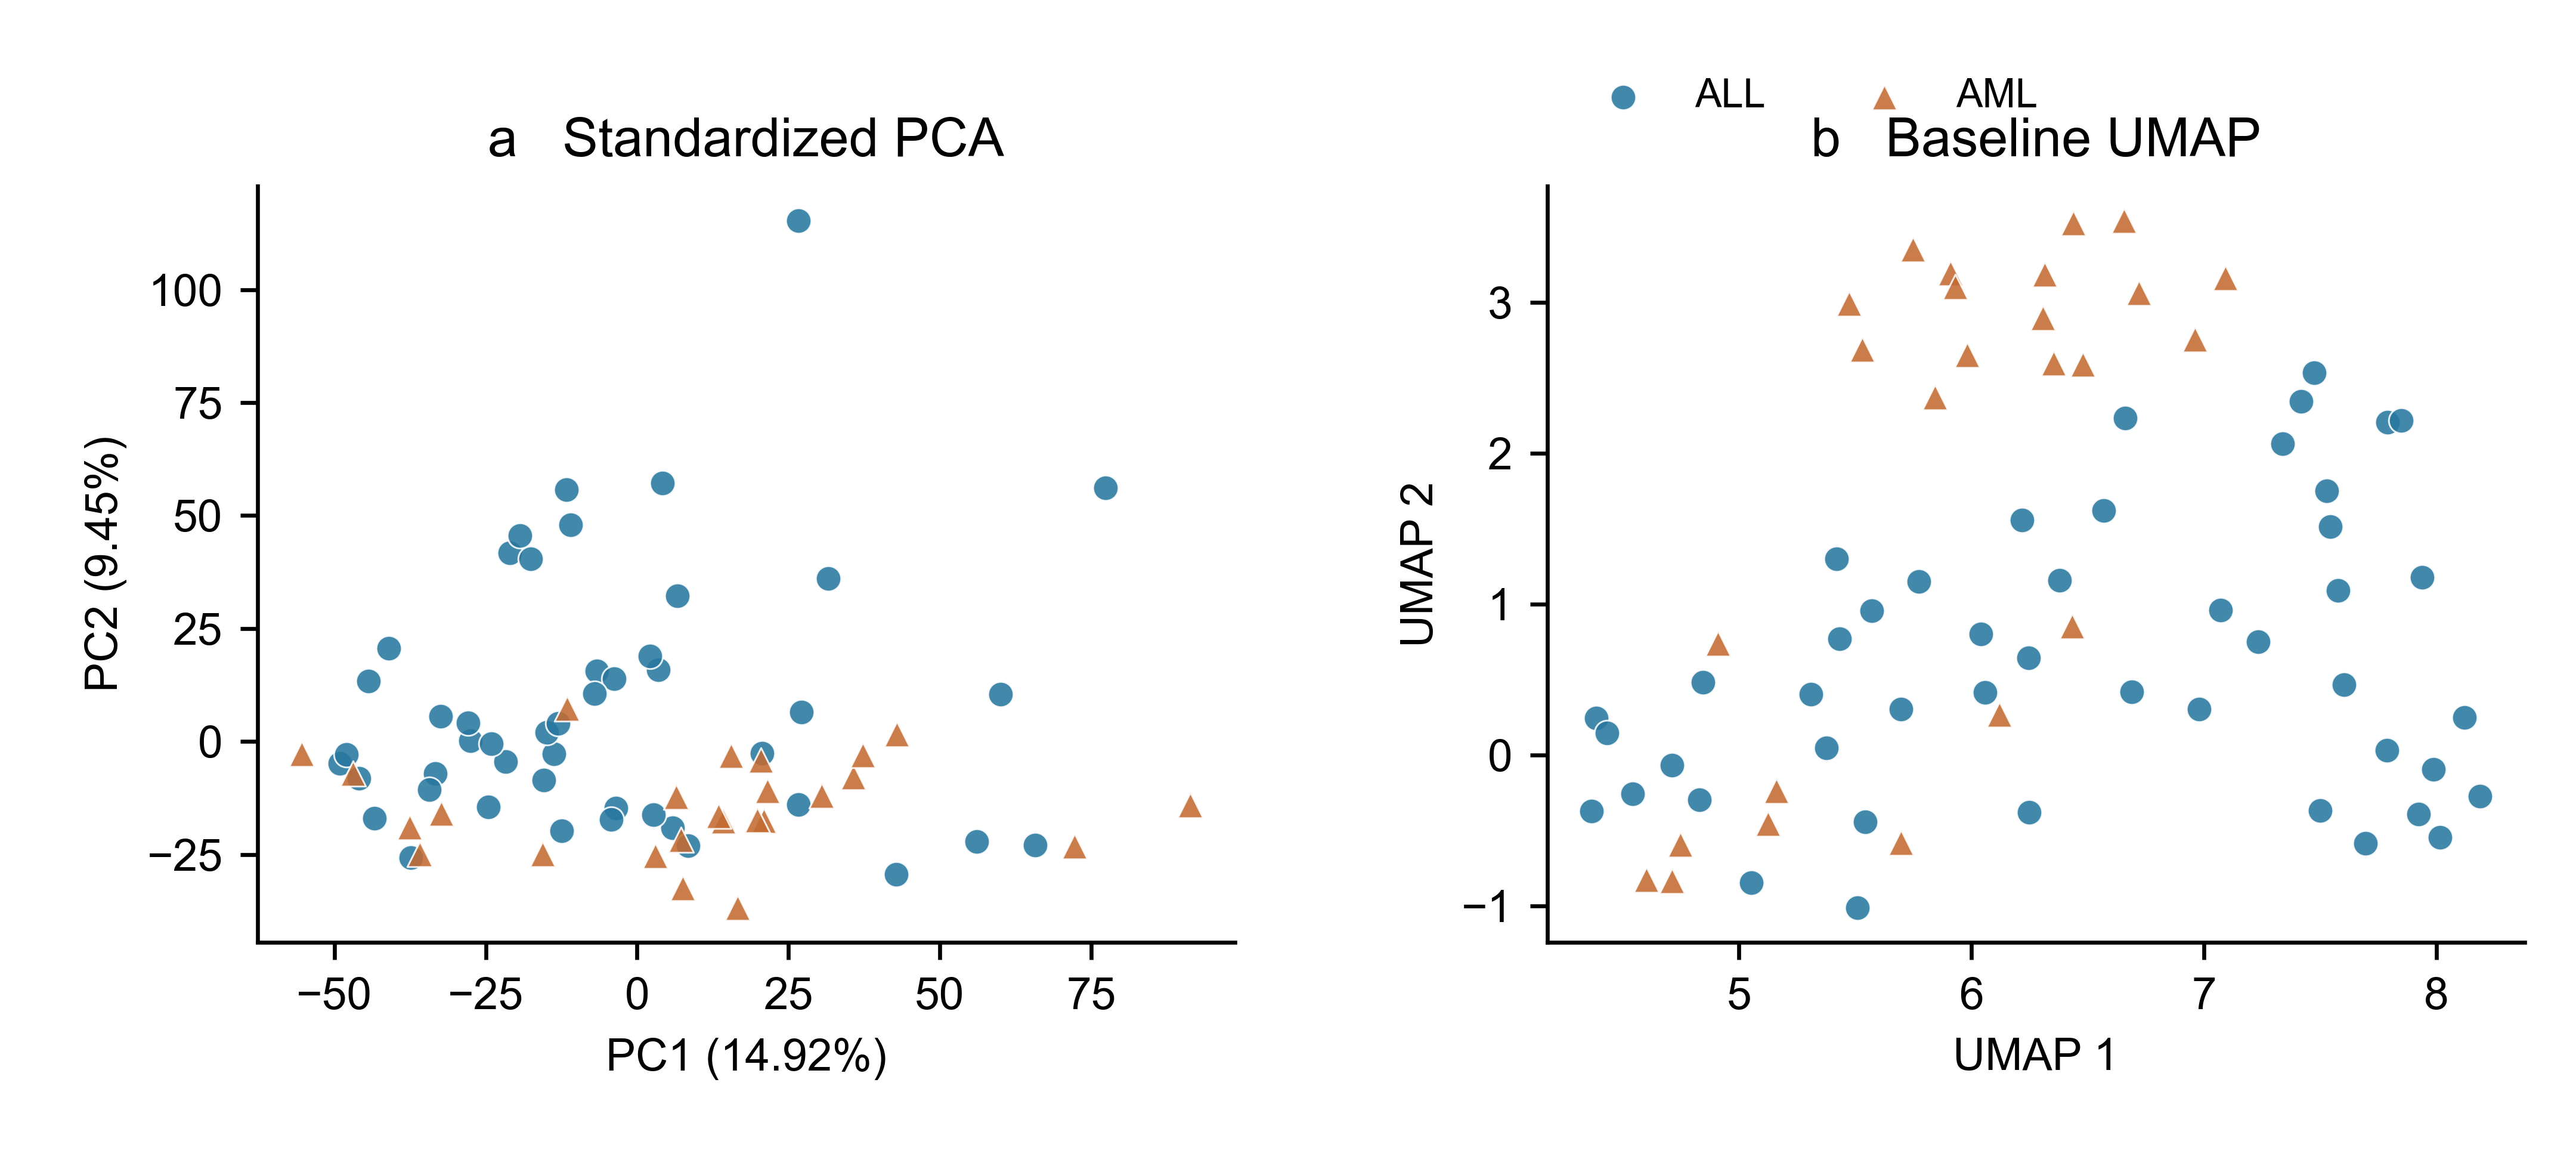 ALL AML
a Standardized PCA
b Baseline UMAP
100
75
50
25
0
−25
PC2 (9.45%)
−50 −25 0 25 50 75
PC1 (14.92%)
3
2
1
0
−1
UMAP 2
5 6 7 8
UMAP 1